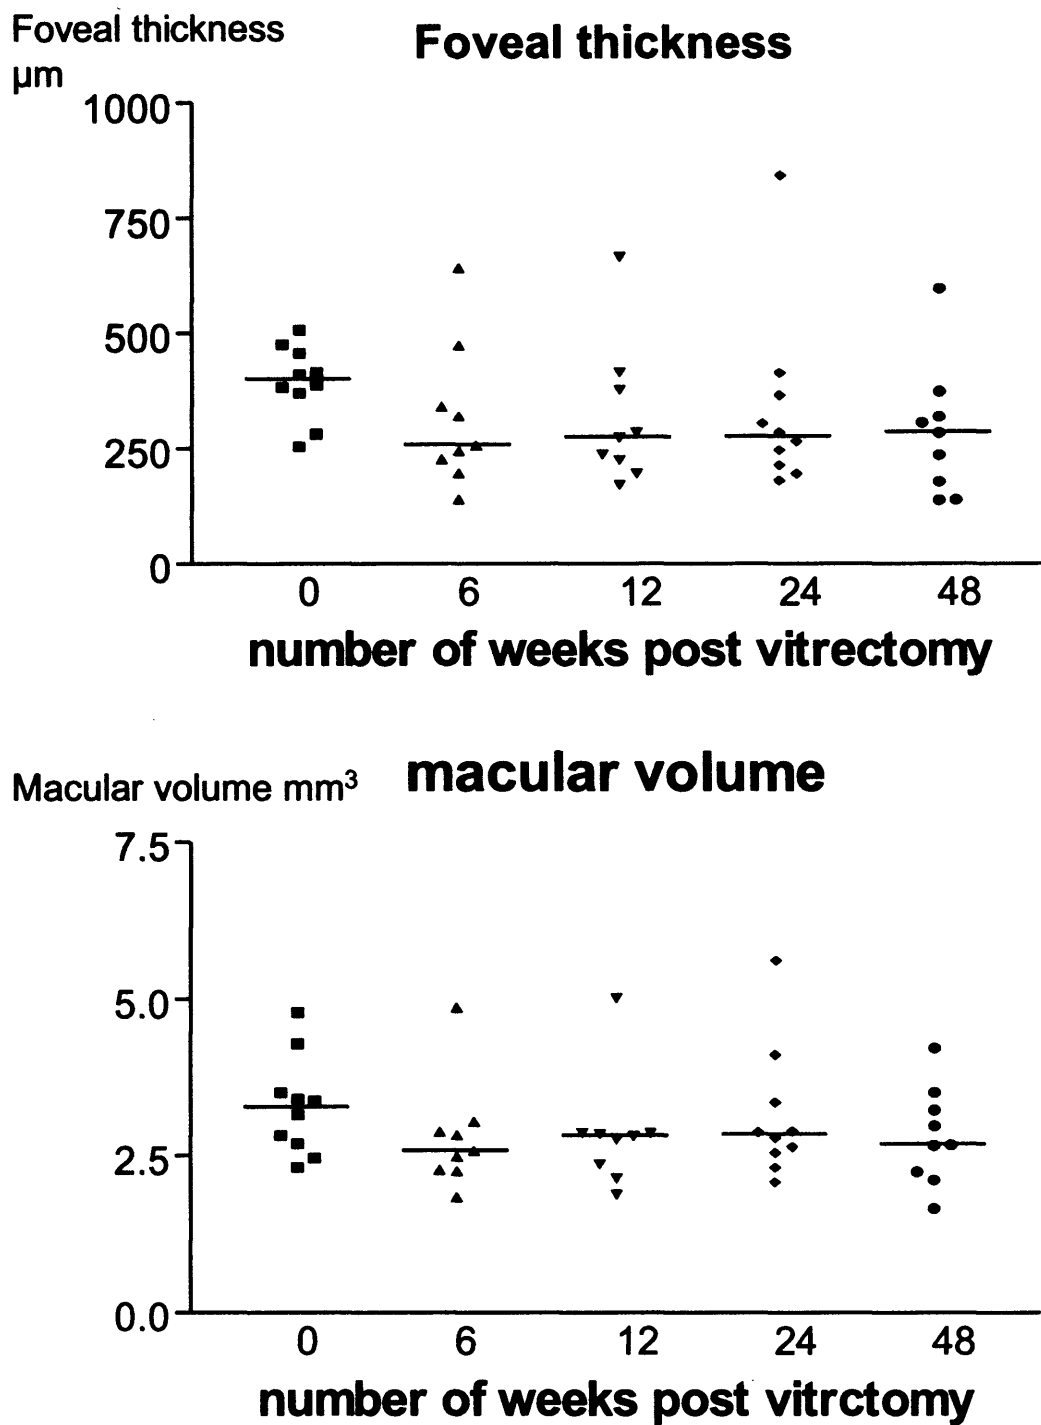 Foveal thickness
µm
Foveal thickness
1000
750
500
250
0
0 6 12 24 48
number of weeks post vitrectomy
Macular volume mm³
macular volume
7.5
5.0
2.5
0.0
0 6 12 24 48
number of weeks post vitrctomy